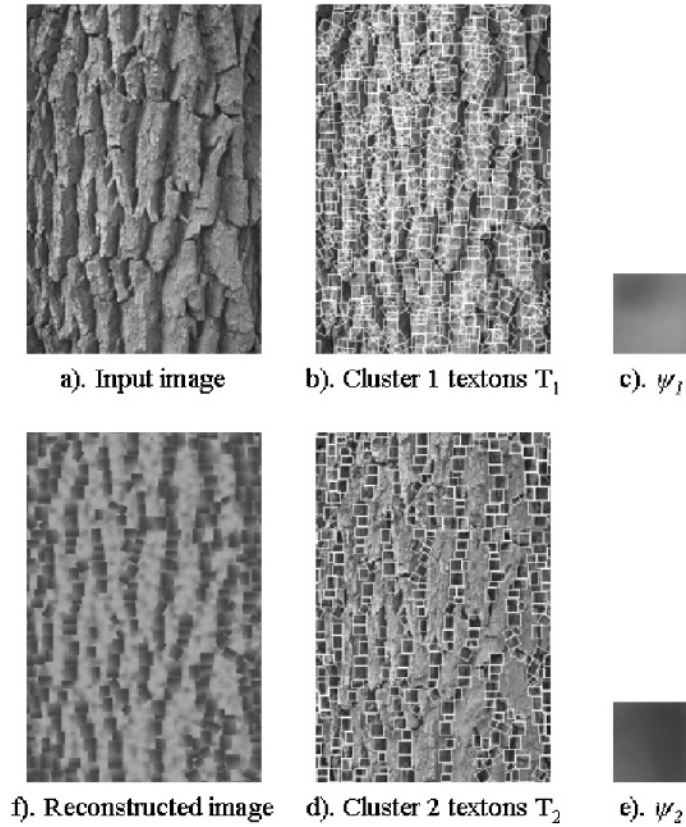 a). Input image
b). Cluster 1 textons T₁
c). ψ₁
f). Reconstructed image
d). Cluster 2 textons T₂
e). ψ₂